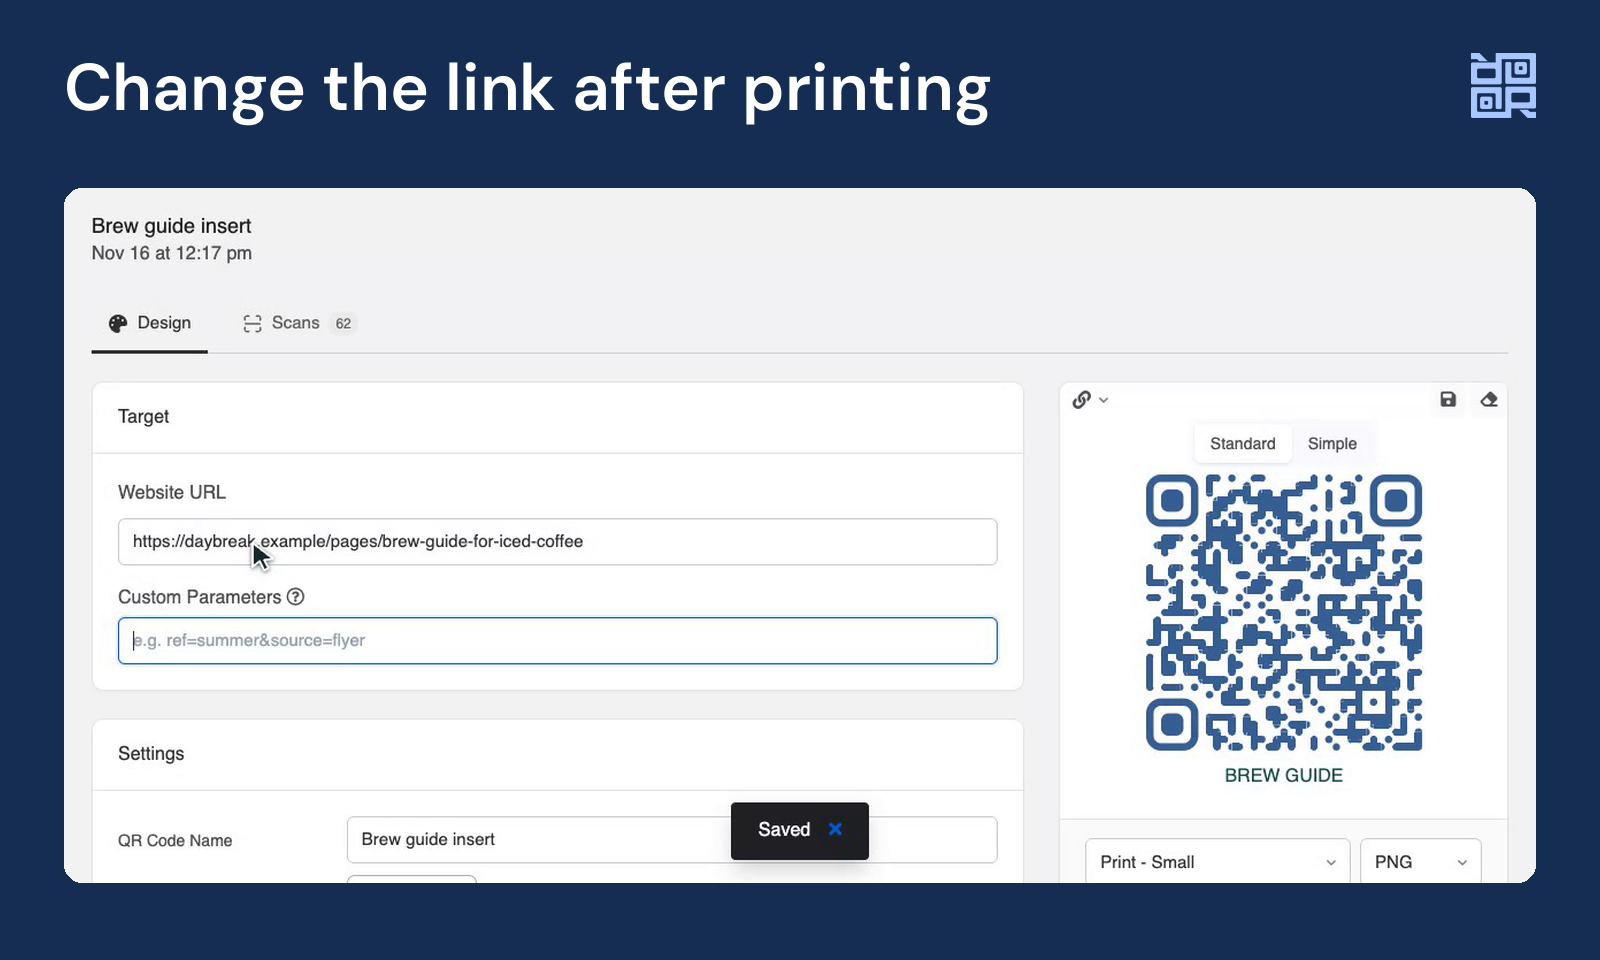 Change the link after printing
Brew guide insert
Nov 16 at 12:17 pm
Design
Scans 62
Target
Website URL
https://daybreak.example/pages/brew-guide-for-iced-coffee
Custom Parameters
e.g. ref=summer&source=flyer
Settings
QR Code Name
Brew guide insert
Saved
Standard
Simple
BREW GUIDE
Print - Small
PNG